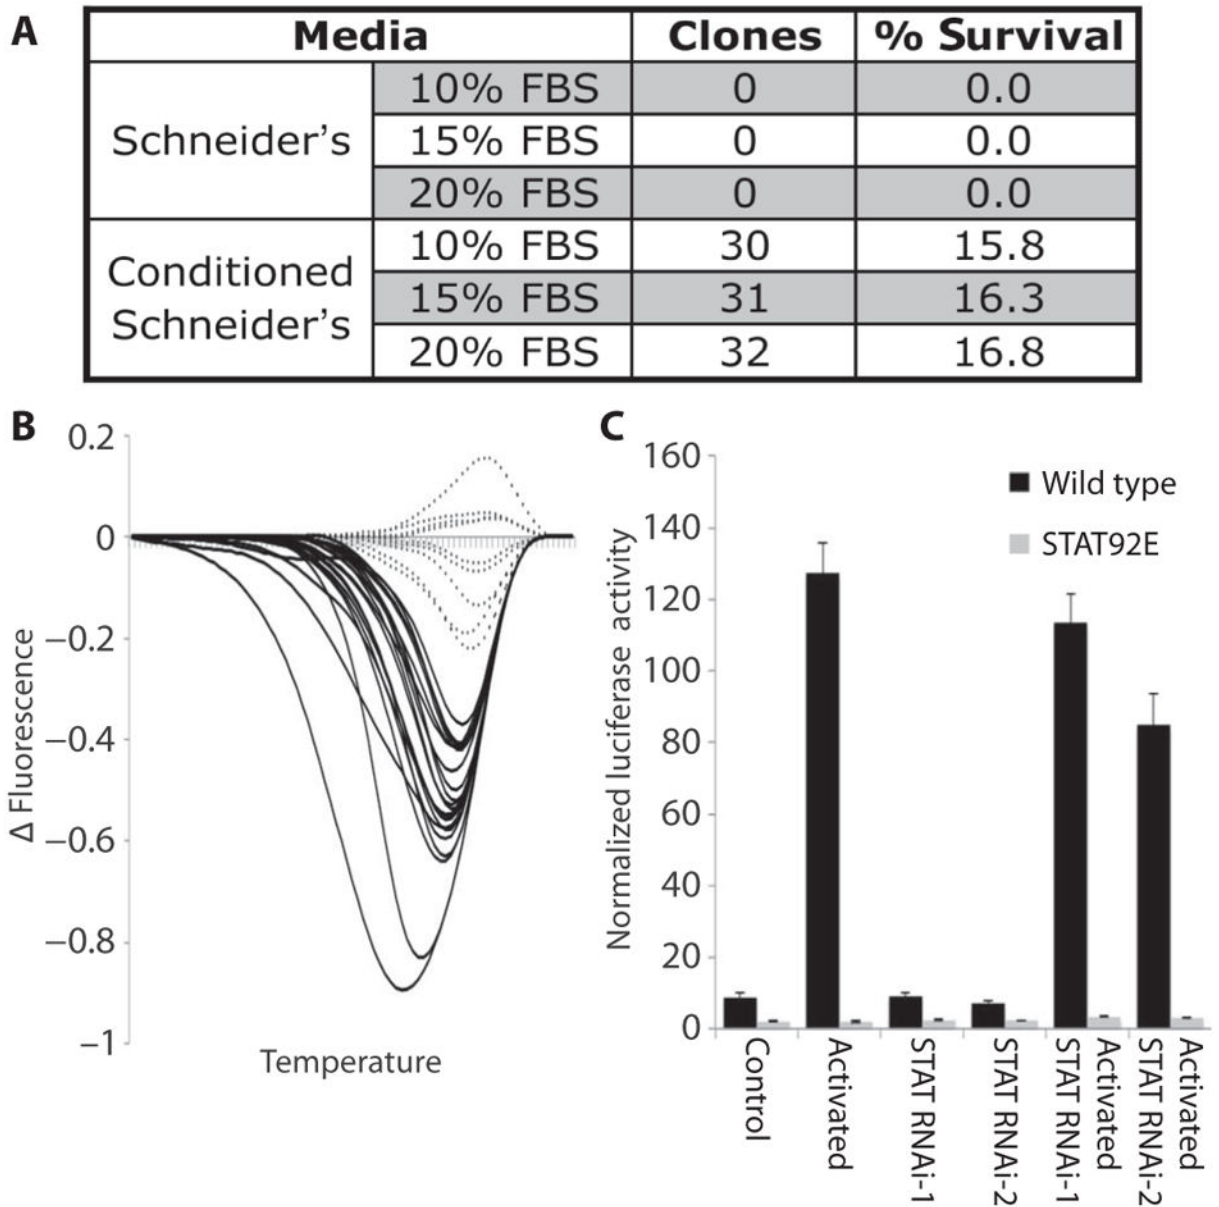 A
Media Clones % Survival
Schneider's
10% FBS 0 0.0
15% FBS 0 0.0
20% FBS 0 0.0
Conditioned
Schneider's
10% FBS 30 15.8
15% FBS 31 16.3
20% FBS 32 16.8
B
0.2
0
−0.2
−0.4
−0.6
−0.8
−1
Δ Fluorescence
Temperature
C
160
140
120
100
80
60
40
20
0
Normalized luciferase activity
Wild type
STAT92E
Control
Activated
STAT RNAi-1
STAT RNAi-2
Activated
STAT RNAi-1
Activated
STAT RNAi-2